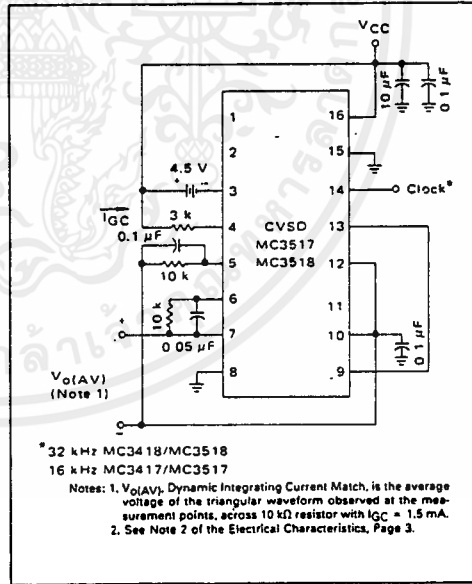 VCC
10 µF
0 1 µF
1
16
2
15
4.5 V
+
-
3
14
Clock*
IGC
3 k
4
CVSD
13
0.1 µF
MC3517
5
MC3518
12
10 k
6
11
10 k
+
7
10
0 05 µF
0 1 µF
8
9
VO(AV)
(Note 1)
-
*32 kHz MC3418/MC3518
16 kHz MC3417/MC3517
Notes: 1. VO(AV), Dynamic Integrating Current Match, is the average
voltage of the triangular waveform observed at the mea-
surement points, across 10 kΩ resistor with IGC = 1.5 mA.
2. See Note 2 of the Electrical Characteristics, Page 3.